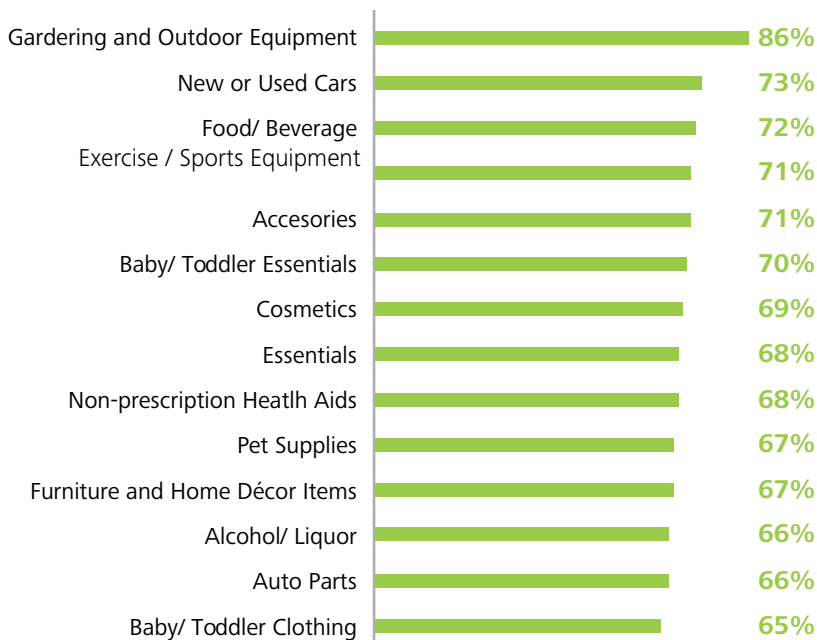 Gardering and Outdoor Equipment 86%
New or Used Cars 73%
Food/ Beverage 72%
Exercise / Sports Equipment 71%
Accesories 71%
Baby/ Toddler Essentials 70%
Cosmetics 69%
Essentials 68%
Non-prescription Heatlh Aids 68%
Pet Supplies 67%
Furniture and Home Décor Items 67%
Alcohol/ Liquor 66%
Auto Parts 66%
Baby/ Toddler Clothing 65%